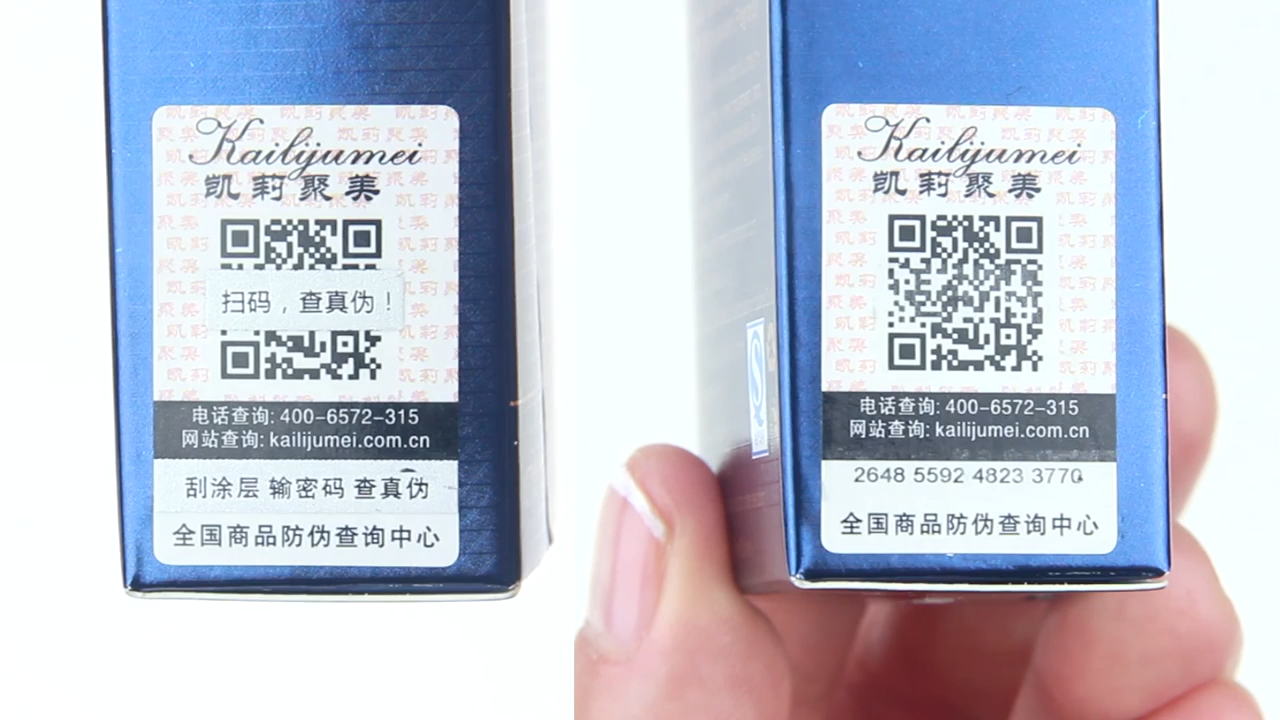 Kailijumei
凯莉聚美
扫码，查真伪！
电话查询: 400-6572-315
网站查询: kailijumei.com.cn
刮涂层 输密码 查真伪
全国商品防伪查询中心
Kailijumei
凯莉聚美
电话查询: 400-6572-315
网站查询: kailijumei.com.cn
2648 5592 4823 3770
全国商品防伪查询中心